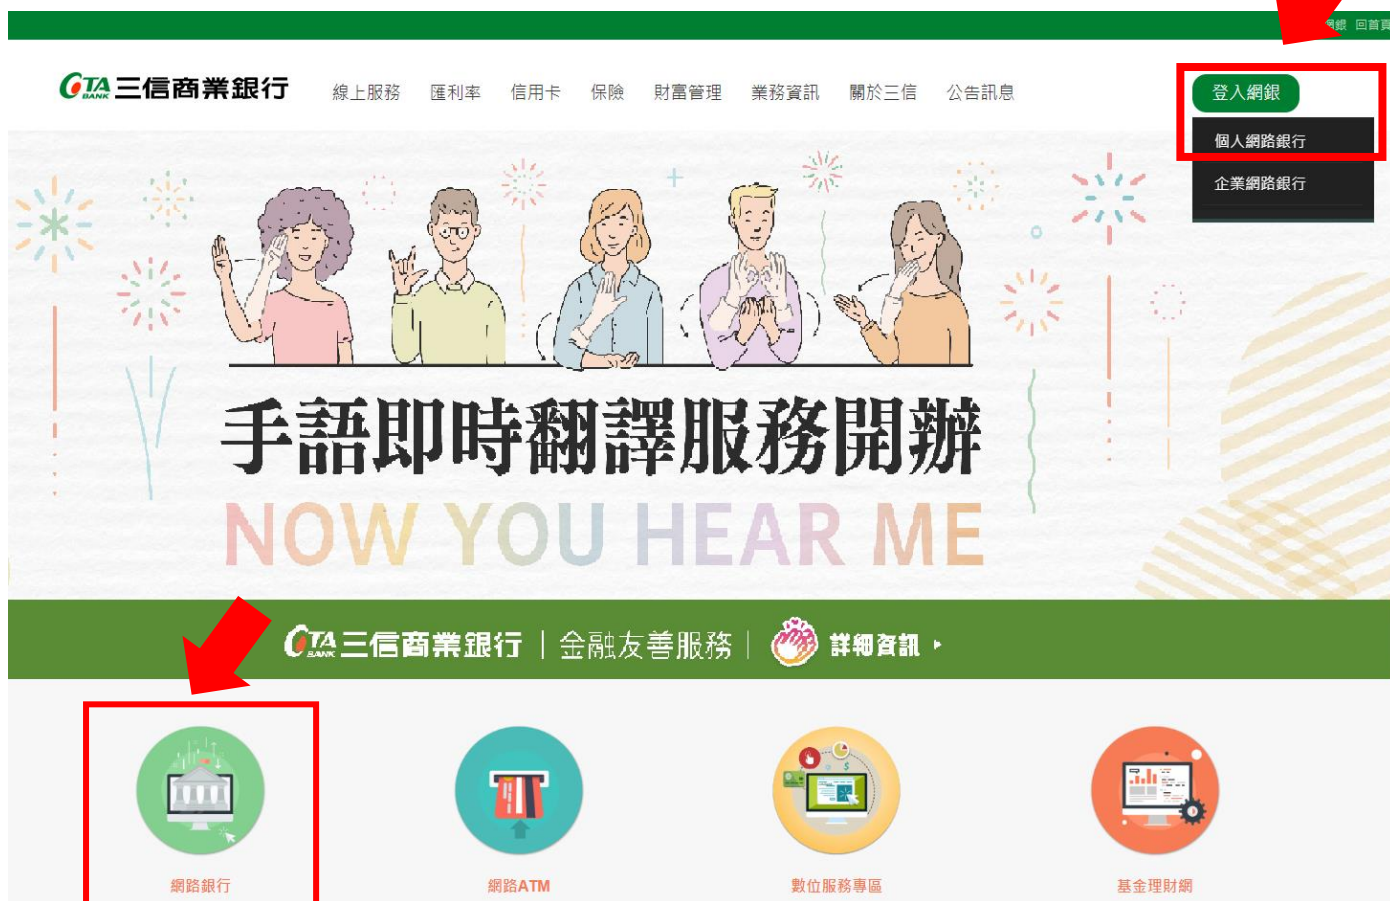 回首頁
CTA BANK 三信商業銀行
線上服務 匯利率 信用卡 保險 財富管理 業務資訊 關於三信 公告訊息
登入網銀
個人網路銀行
企業網路銀行
手語即時翻譯服務開辦
NOW YOU HEAR ME
CTA BANK 三信商業銀行 | 金融友善服務 | 詳細資訊
網路銀行 網路ATM 數位服務專區 基金理財網